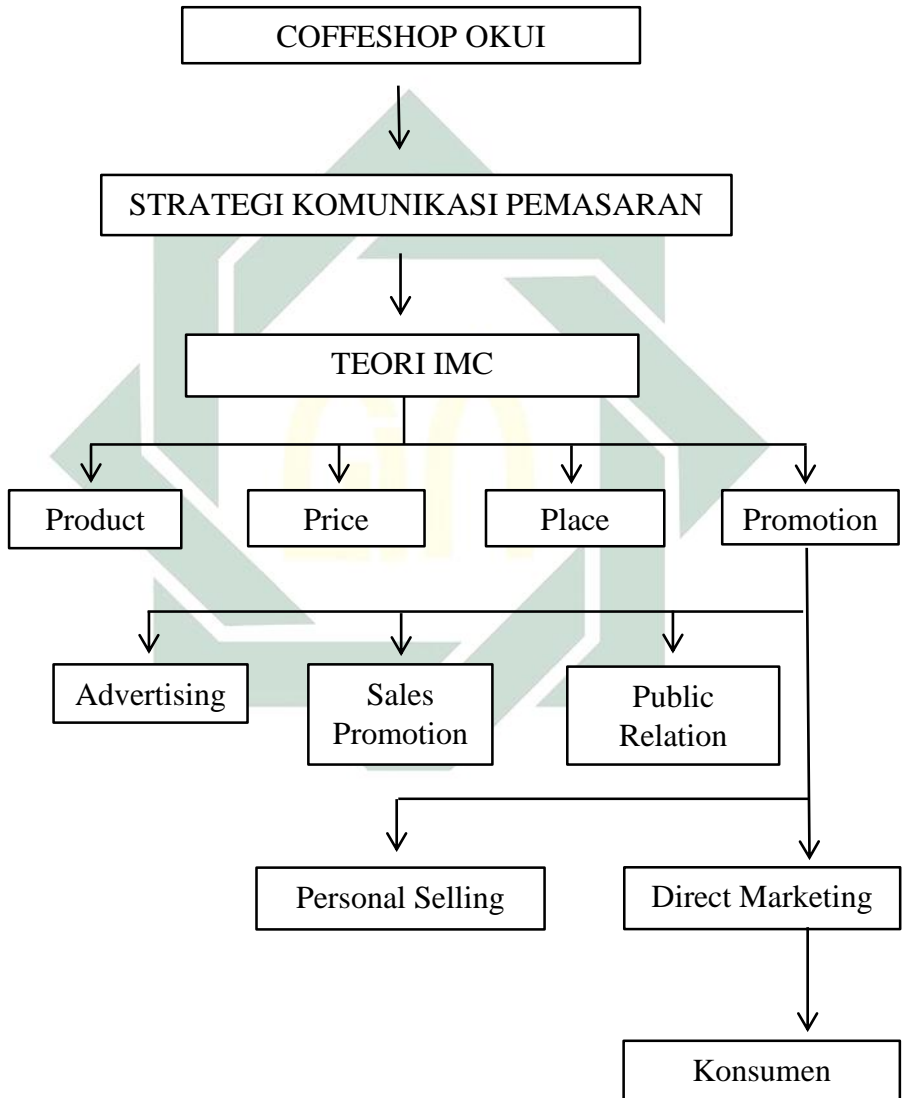 COFFESHOP OKUI
STRATEGI KOMUNIKASI PEMASARAN
TEORI IMC
Product
Price
Place
Promotion
Advertising
Sales
Promotion
Public
Relation
Personal Selling
Direct Marketing
Konsumen